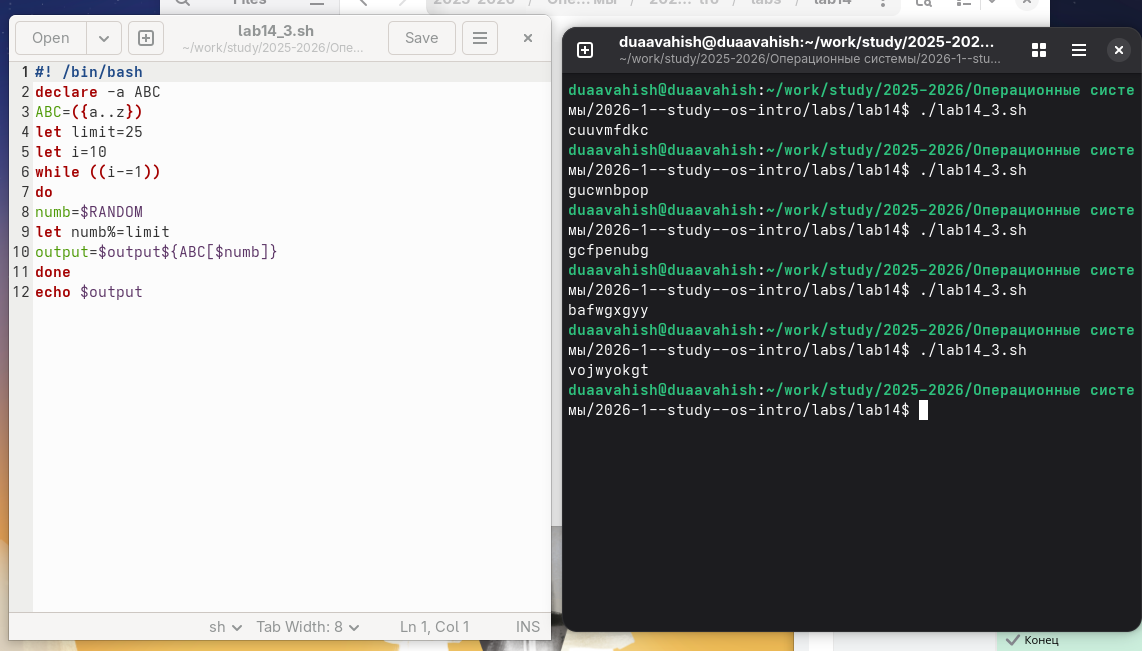 Files
2025-2026 / / / labs / lab14
Open
lab14_3.sh
~/work/study/2025-2026/Опе…
Save
1 #! /bin/bash
2 declare -a ABC
3 ABC=({a..z})
4 let limit=25
5 let i=10
6 while ((i-=1))
7 do
8 numb=$RANDOM
9 let numb%=limit
10 output=$output${ABC[$numb]}
11 done
12 echo $output
sh Tab Width: 8 Ln 1, Col 1 INS
duaavahish@duaavahish:~/work/study/2025-202...
~/work/study/2025-2026/Операционные системы/2026-1--stu...
duaavahish@duaavahish:~/work/study/2025-2026/Операционные систе
мы/2026-1--study--os-intro/labs/lab14$ ./lab14_3.sh
cuuvmfdkc
duaavahish@duaavahish:~/work/study/2025-2026/Операционные систе
мы/2026-1--study--os-intro/labs/lab14$ ./lab14_3.sh
gucwnbpop
duaavahish@duaavahish:~/work/study/2025-2026/Операционные систе
мы/2026-1--study--os-intro/labs/lab14$ ./lab14_3.sh
gcfpenubg
duaavahish@duaavahish:~/work/study/2025-2026/Операционные систе
мы/2026-1--study--os-intro/labs/lab14$ ./lab14_3.sh
bafwgxgyy
duaavahish@duaavahish:~/work/study/2025-2026/Операционные систе
мы/2026-1--study--os-intro/labs/lab14$ ./lab14_3.sh
vojwyokgt
duaavahish@duaavahish:~/work/study/2025-2026/Операционные систе
мы/2026-1--study--os-intro/labs/lab14$
Конец